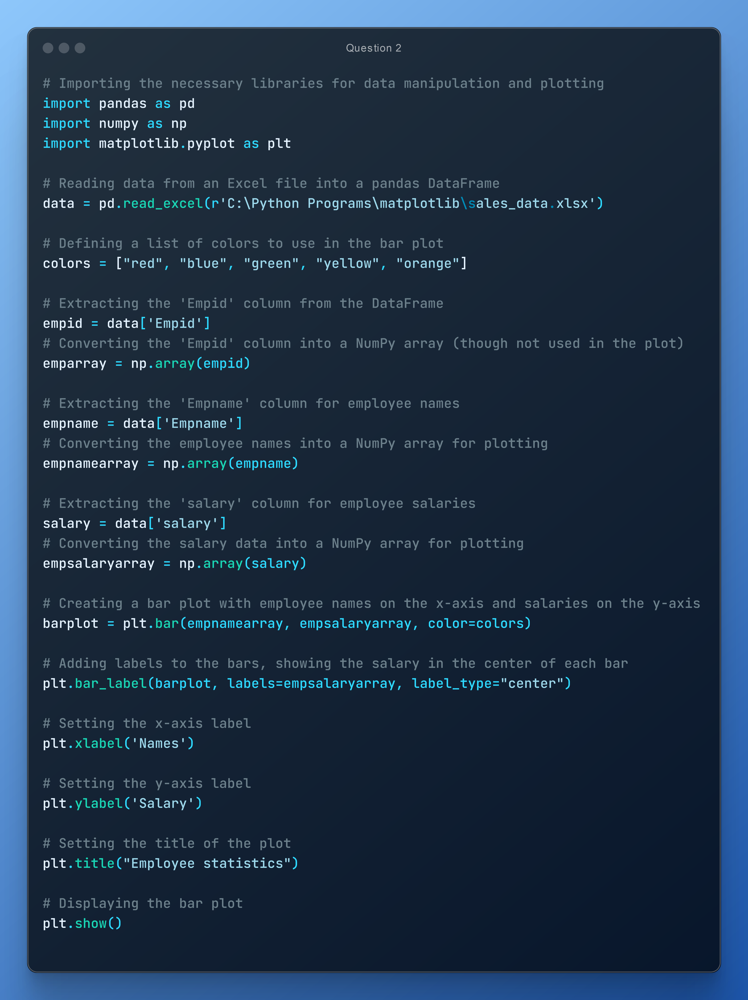 Question 2
# Importing the necessary libraries for data manipulation and plotting
import pandas as pd
import numpy as np
import matplotlib.pyplot as plt
# Reading data from an Excel file into a pandas DataFrame
data = pd.read_excel(r'C:\Python Programs\matplotlib\sales_data.xlsx')
# Defining a list of colors to use in the bar plot
colors = ["red", "blue", "green", "yellow", "orange"]
# Extracting the 'Empid' column from the DataFrame
empid = data['Empid']
# Converting the 'Empid' column into a NumPy array (though not used in the plot)
emparray = np.array(empid)
# Extracting the 'Empname' column for employee names
empname = data['Empname']
# Converting the employee names into a NumPy array for plotting
empnamearray = np.array(empname)
# Extracting the 'salary' column for employee salaries
salary = data['salary']
# Converting the salary data into a NumPy array for plotting
empsalaryarray = np.array(salary)
# Creating a bar plot with employee names on the x-axis and salaries on the y-axis
barplot = plt.bar(empnamearray, empsalaryarray, color=colors)
# Adding labels to the bars, showing the salary in the center of each bar
plt.bar_label(barplot, labels=empsalaryarray, label_type="center")
# Setting the x-axis label
plt.xlabel('Names')
# Setting the y-axis label
plt.ylabel('Salary')
# Setting the title of the plot
plt.title("Employee statistics")
# Displaying the bar plot
plt.show()